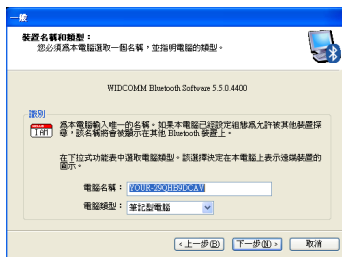 一般
裝置名稱和類型：
您必須為本電腦選取一個名稱，並指明電腦的類型。
WIDCOMM Bluetooth Software 5.5.0.4400
識別
I AM
為本電腦輸入唯一的名稱。如果本電腦已經設定組態為允許被其他裝置探
尋，該名稱將會被顯示在其他 Bluetooth 裝置上。
在下拉式功能表中選取電腦類型。該選擇決定在本電腦上表示遠端裝置的
圖示。
電腦名稱： YOUR-29QHB9DCAV
電腦類型： 筆記型電腦
<上一步(B) 下一步(N)> 取消